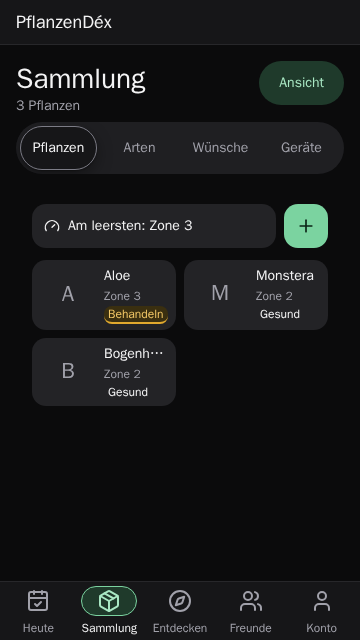 PflanzenDéx
Sammlung
3 Pflanzen
Ansicht
Pflanzen
Arten
Wünsche
Geräte
Am leersten: Zone 3
A
Aloe
Zone 3
Behandeln
M
Monstera
Zone 2
Gesund
B
Bogenh···
Zone 2
Gesund
Heute
Sammlung
Entdecken
Freunde
Konto